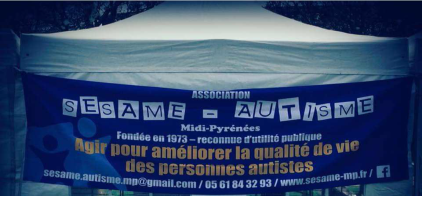 ASSOCIATION
SESAME - AUTISME
Midi-Pyrénées
Fondée en 1973 – reconnue d'utilité publique
Agir pour améliorer la qualité de vie
des personnes autistes
sesame.autisme.mp@gmail.com / 05 61 84 32 93 / www.sesame-mp.fr / f